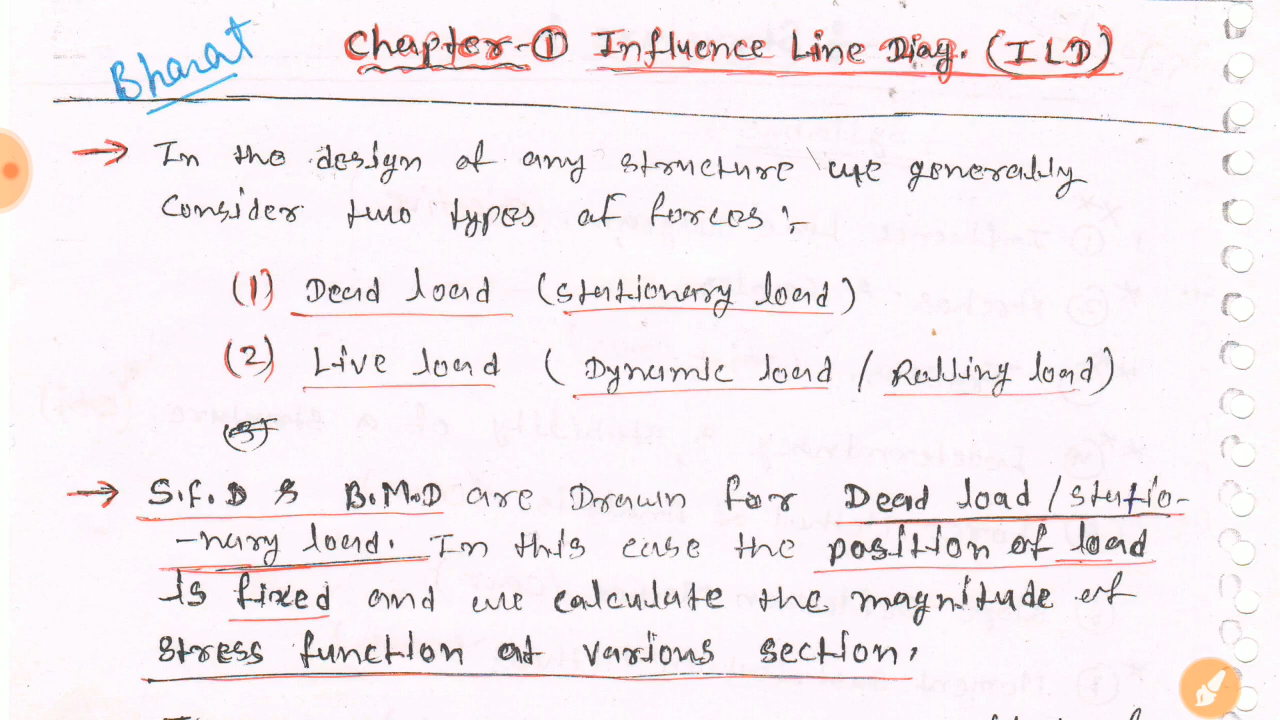 Bharat
Chapter-① Influence Line Diag. (ILD)
→ In the design of any structure we generally
consider two types of forces :-
(1) Dead load (stationary load)
(2) Live load ( Dynamic load / Rolling load)
→ S.F.D & B.M.D are Drawn for Dead load / statio-
-nary load. In this case the position of load
is fixed and we calculate the magnitude of
stress function at various section.